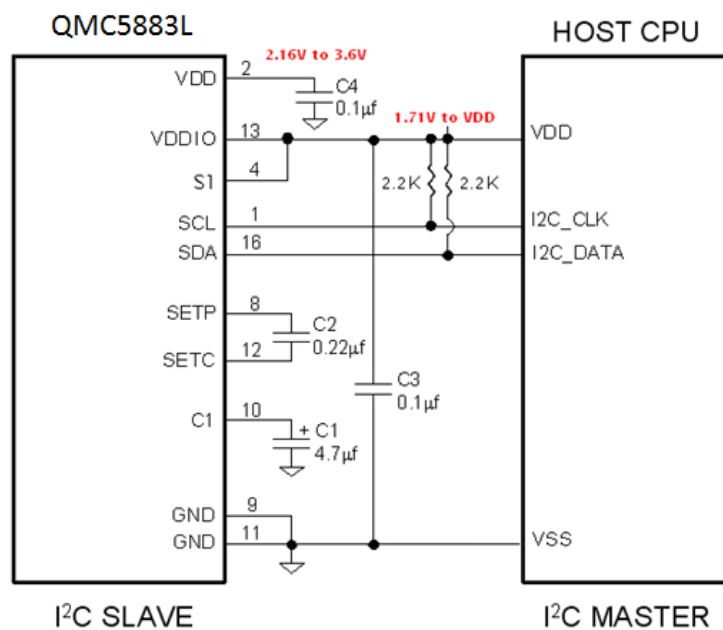 QMC5883L
HOST CPU
VDD
2
2.16V to 3.6V
C4
0.1µf
1.71V to VDD
VDDIO
13
VDD
S1
4
2.2K
2.2K
SCL
1
I2C_CLK
SDA
16
I2C_DATA
SETP
8
C2
0.22µf
SETC
12
C3
0.1µf
C1
10
+ C1
4.7µf
GND
9
GND
11
VSS
I²C SLAVE
I²C MASTER